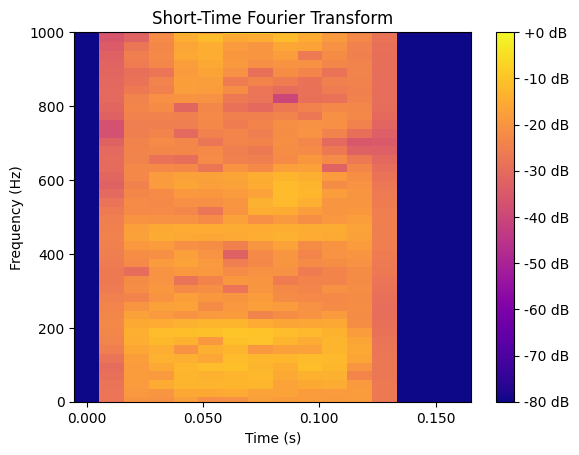 Short-Time Fourier Transform
1000
800
600
400
200
0
Frequency (Hz)
0.000
0.050
0.100
0.150
Time (s)
+0 dB
-10 dB
-20 dB
-30 dB
-40 dB
-50 dB
-60 dB
-70 dB
-80 dB